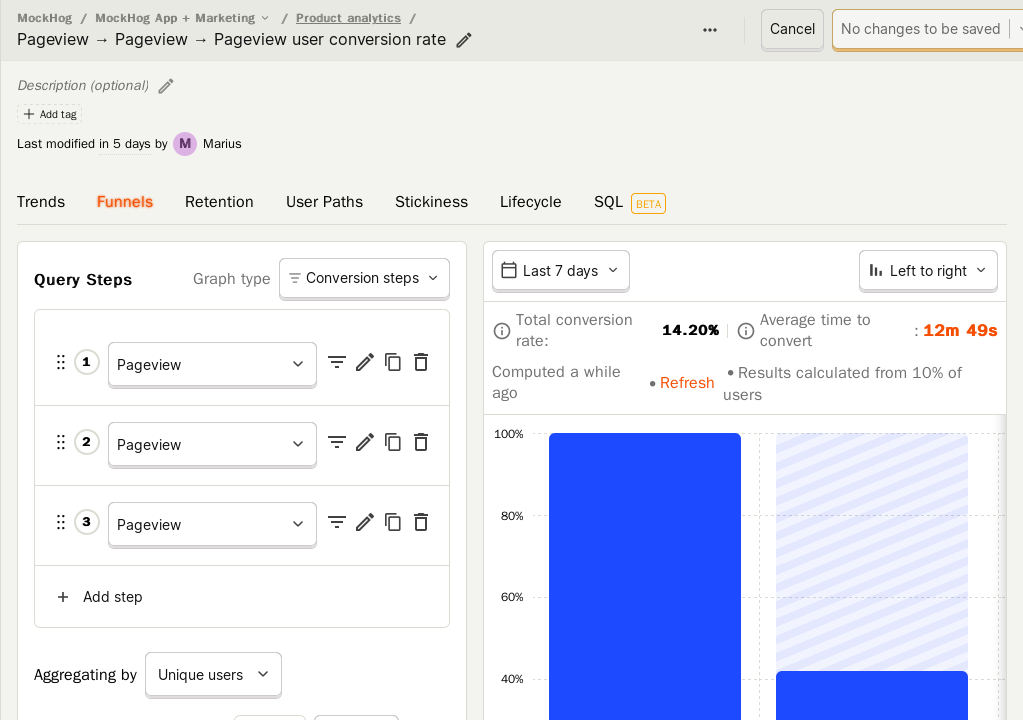 MockHog / MockHog App + Marketing / Product analytics /
Pageview → Pageview → Pageview user conversion rate
Cancel
No changes to be saved
Description (optional)
Add tag
Last modified in 5 days by M Marius
Trends Funnels Retention User Paths Stickiness Lifecycle SQL BETA
Query Steps
Graph type
Conversion steps
1 Pageview
2 Pageview
3 Pageview
Add step
Aggregating by Unique users
Last 7 days
Left to right
Total conversion
rate:
14.20%
Average time to
convert
: 12m 49s
Computed a while
ago
• Refresh
• Results calculated from 10% of
users
100%
80%
60%
40%